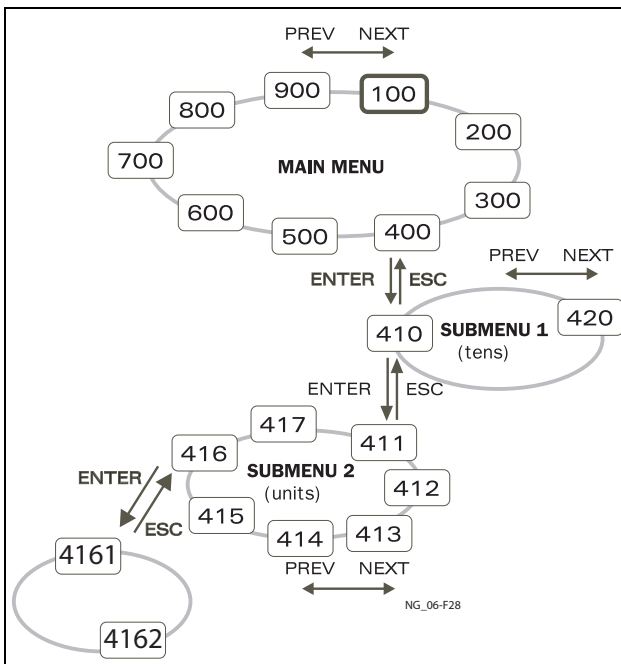 PREV NEXT
900 100
800 200
700 MAIN MENU
300
600 500 400
ENTER ESC
PREV NEXT
410 SUBMENU 1 420
(tens)
ENTER ESC
417 411
416 SUBMENU 2 412
(units)
ENTER ESC
415 414 413
PREV NEXT
4161
4162
NG_06-F28